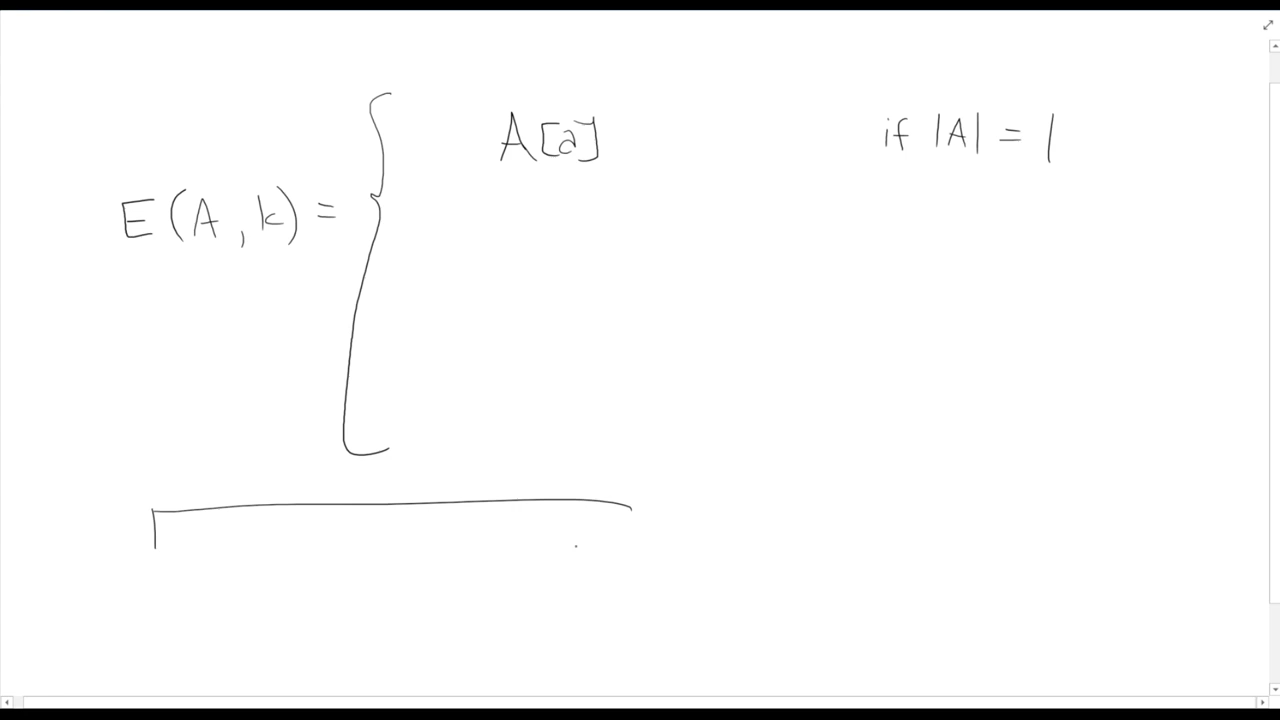 A[a] if |A| = 1
E(A, k) =